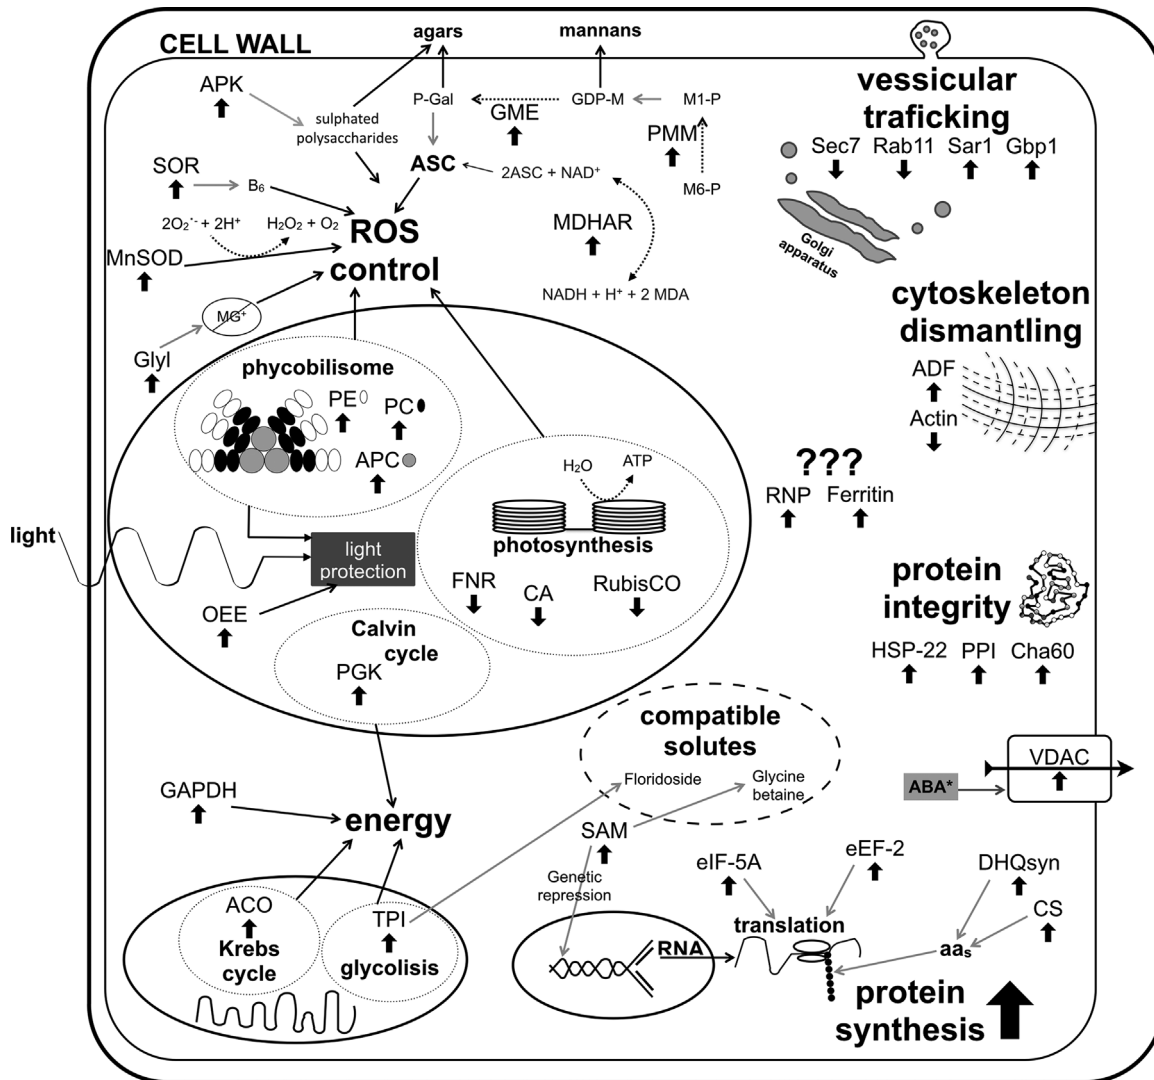 CELL WALL
agars
mannans
APK
sulphated
polysaccharides
P-Gal
GDP-M
M1-P
GME
PMM
M6-P
SOR
B₆
ASC
2ASC + NAD⁺
2O₂˙⁻ + 2H⁺
H₂O₂ + O₂
ROS
control
MnSOD
MDHAR
NADH + H⁺ + 2 MDA
MG⁺
GlyI
vessicular
traficking
Sec7 Rab11 Sar1 Gbp1
Golgi
apparatus
cytoskeleton
dismantling
ADF
Actin
phycobilisome
PE
PC
APC
H₂O
ATP
photosynthesis
FNR
CA
RubisCO
???
RNP Ferritin
light
light
protection
OEE
Calvin
cycle
PGK
protein
integrity
HSP-22 PPI Cha60
compatible
solutes
Floridoside
Glycine
betaine
VDAC
ABA*
GAPDH
energy
SAM
Genetic
repression
ACO
Krebs
cycle
TPI
glycolisis
eIF-5A
eEF-2
DHQsyn
CS
translation
RNA
aaₛ
protein
synthesis